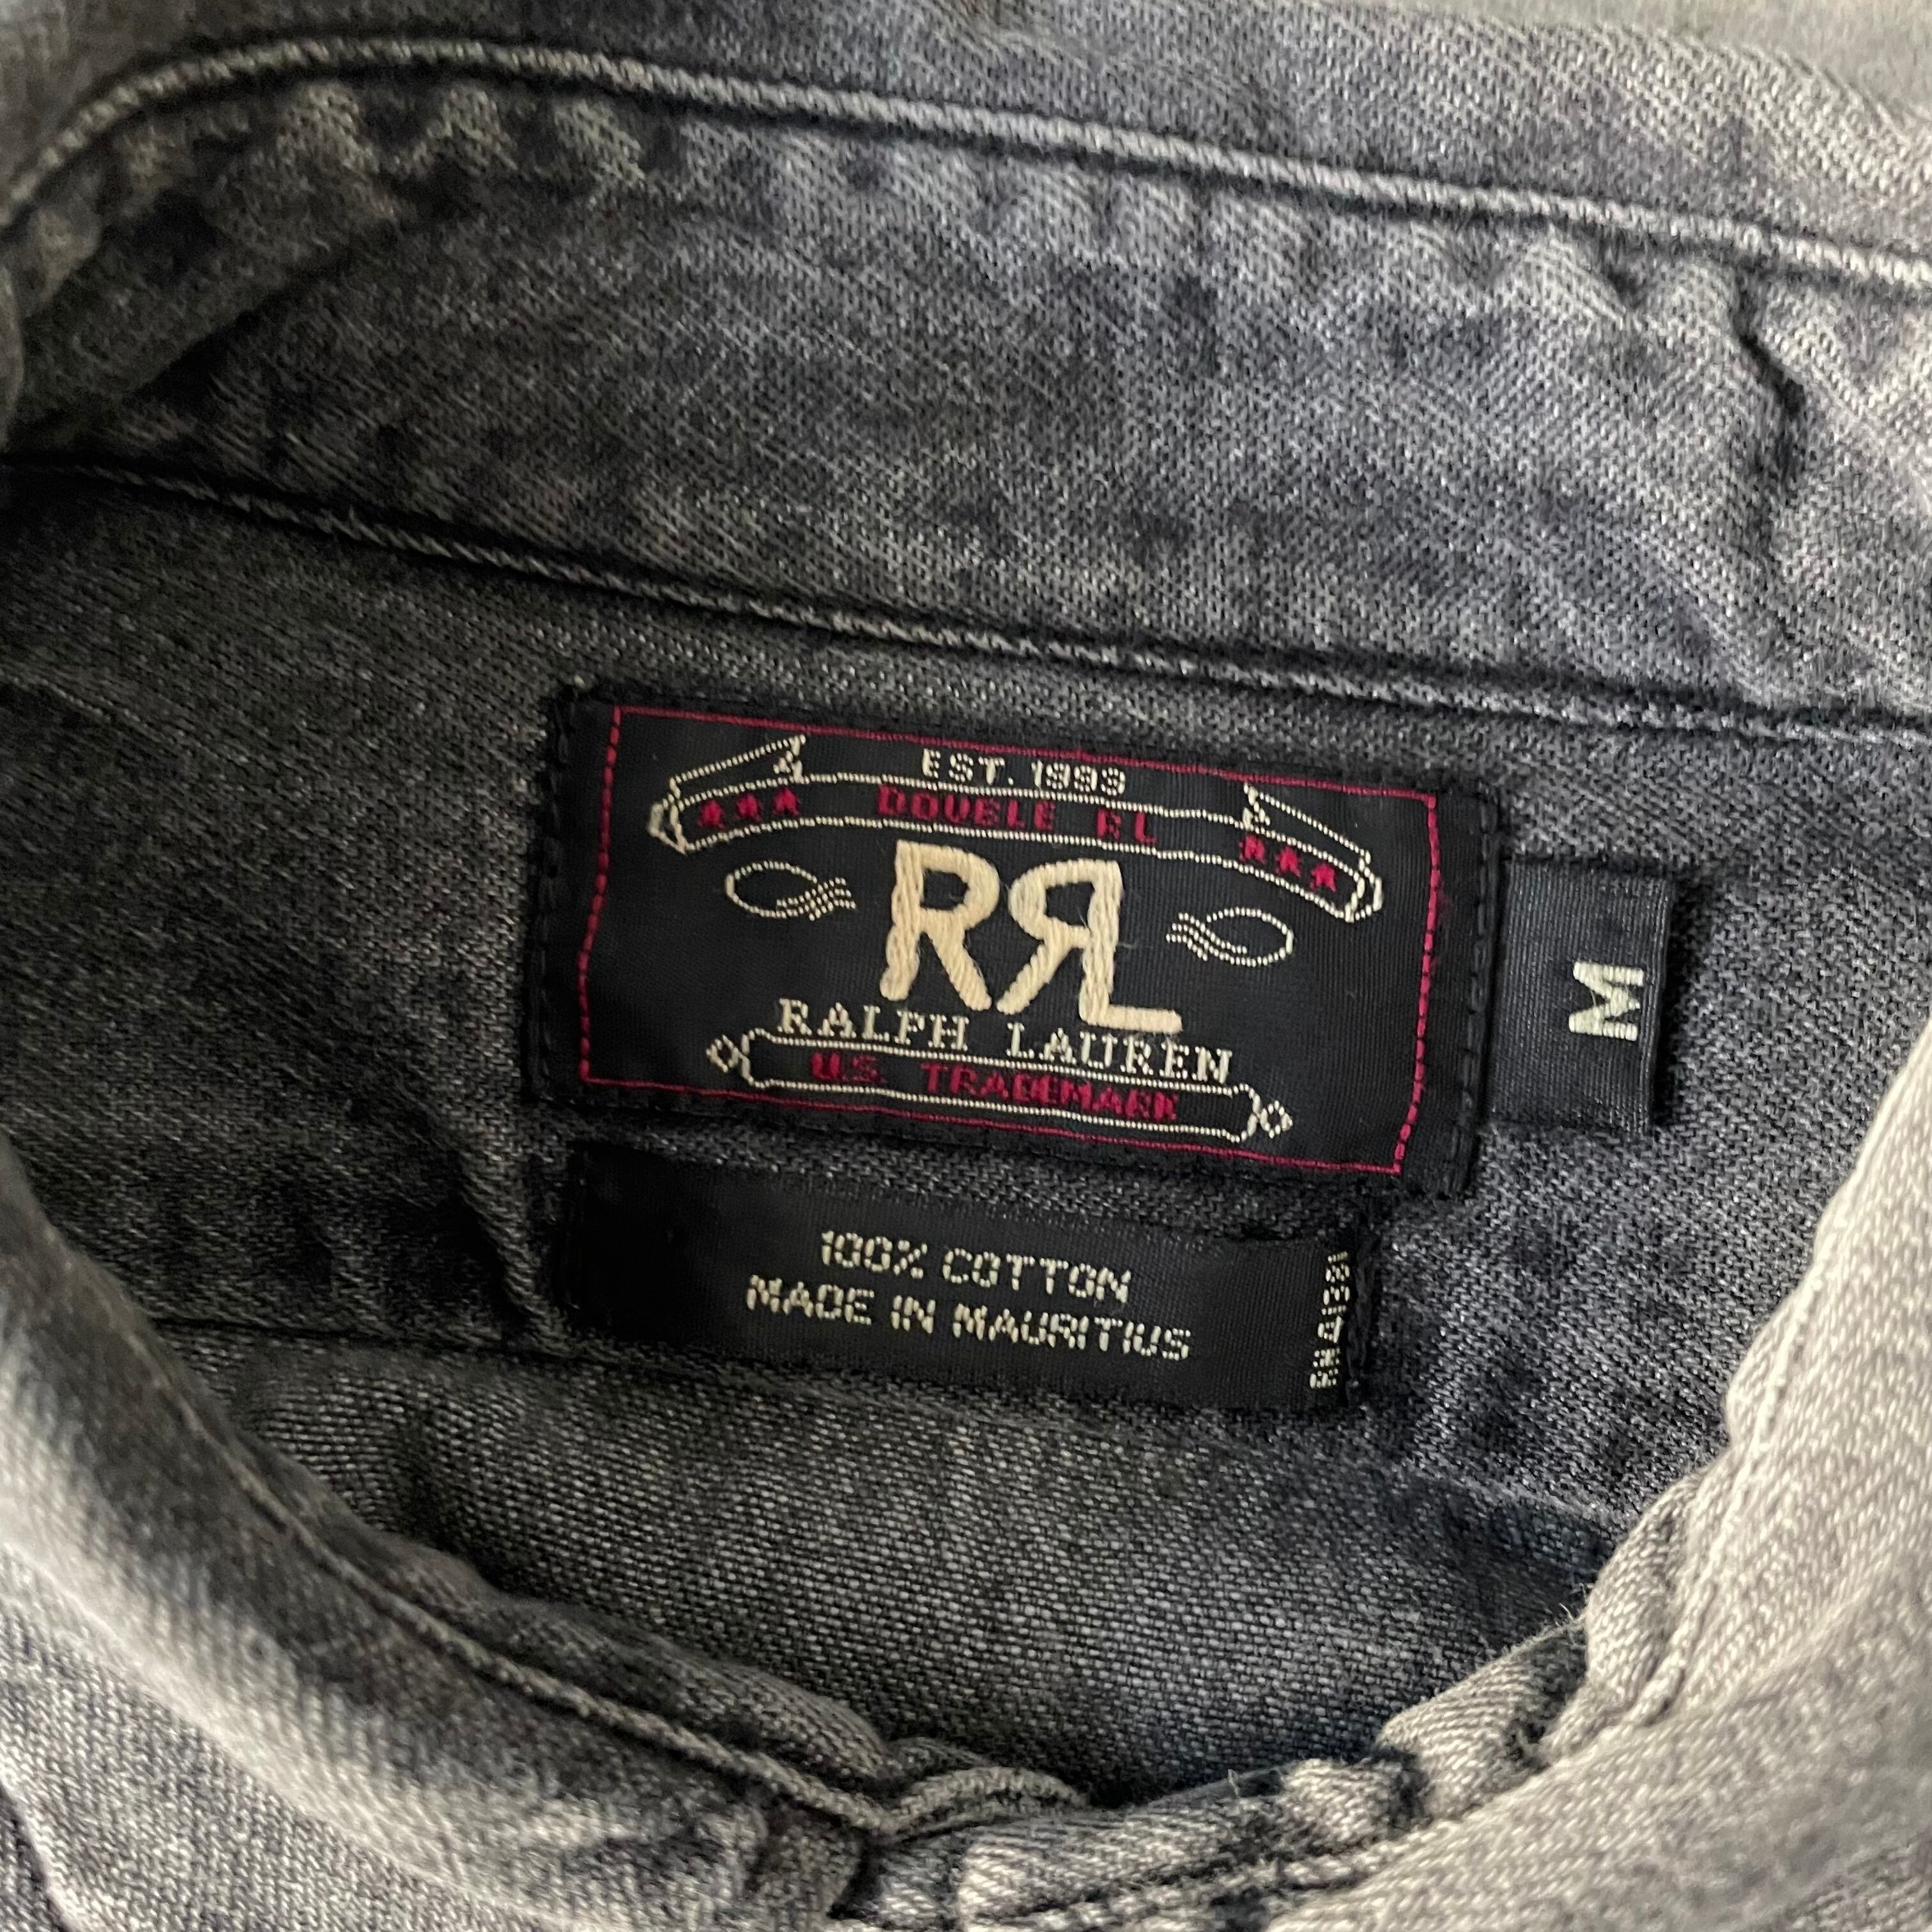 EST. 1993
★★★ DOUBLE RL ★★★
RRL
RALPH LAUREN
U.S. TRADEMARK
M
100% COTTON
MADE IN MAURITIUS